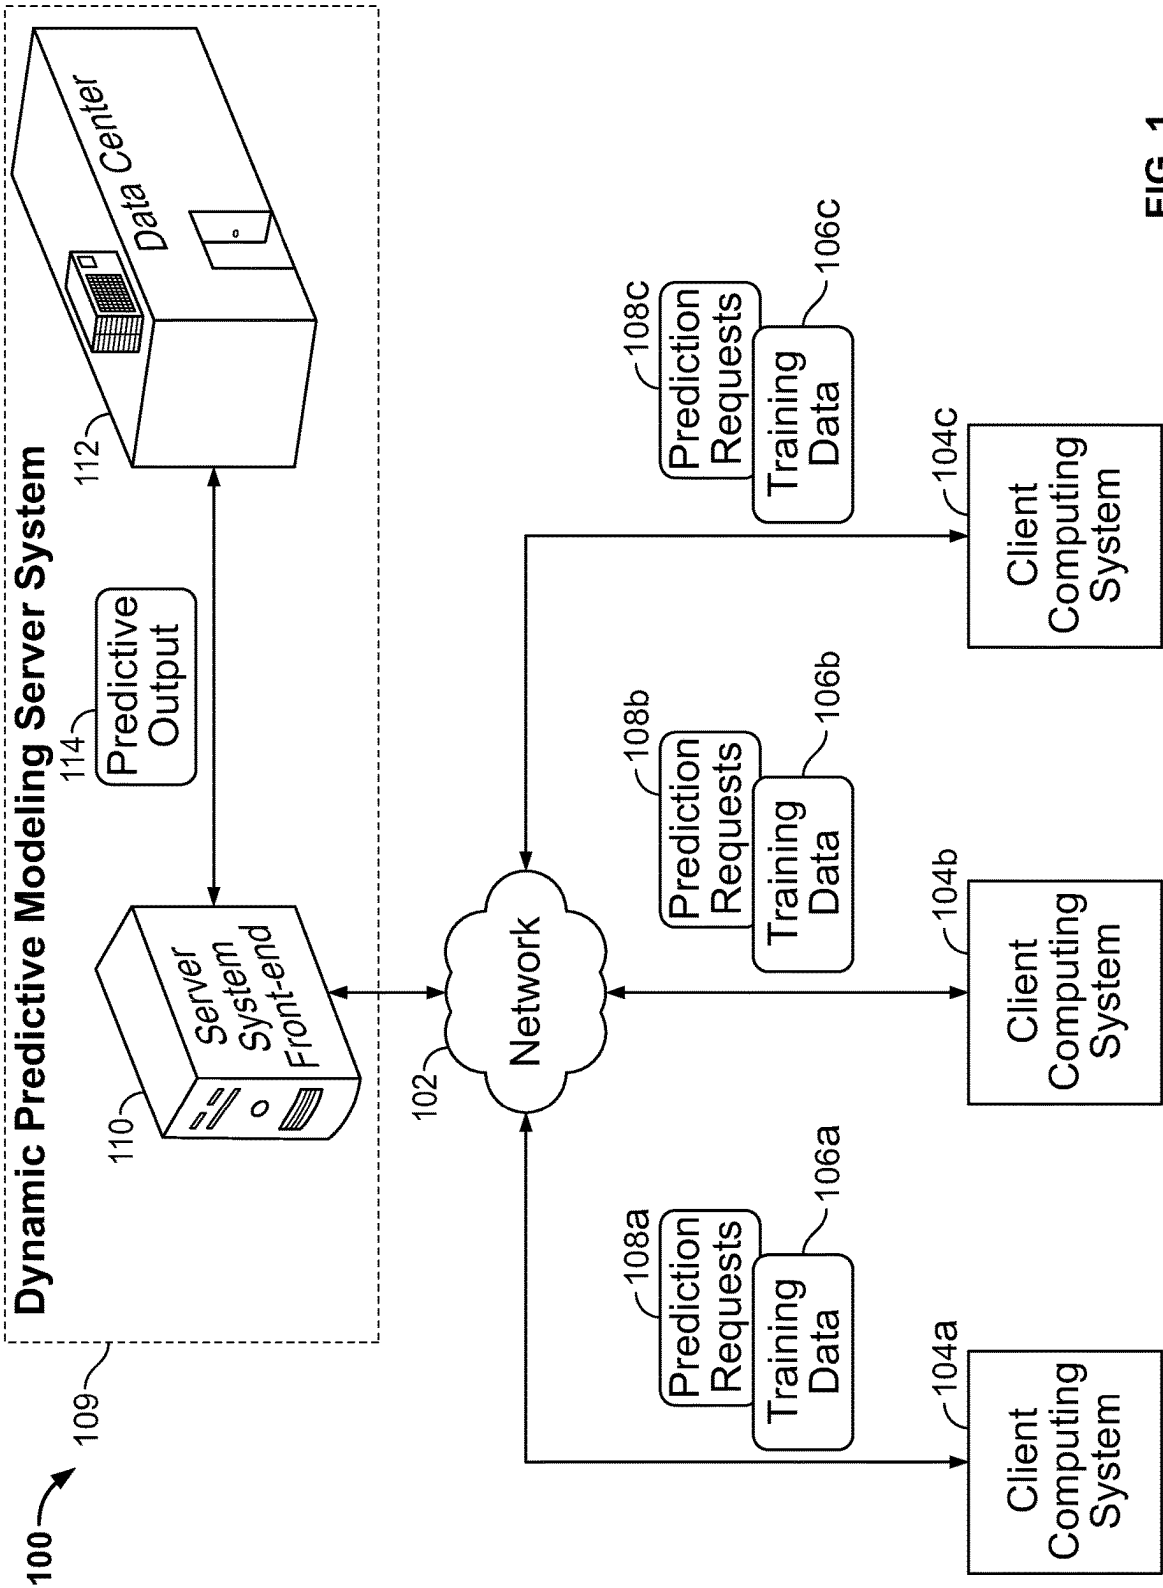 100
109
Dynamic Predictive Modeling Server System
110
Server
System
Front-end
114
Predictive
Output
112
Data Center
102
Network
108a
Prediction
Requests
Training
Data
106a
108b
Prediction
Requests
Training
Data
106b
108c
Prediction
Requests
Training
Data
106c
104a
Client
Computing
System
104b
Client
Computing
System
104c
Client
Computing
System
FIG. 1